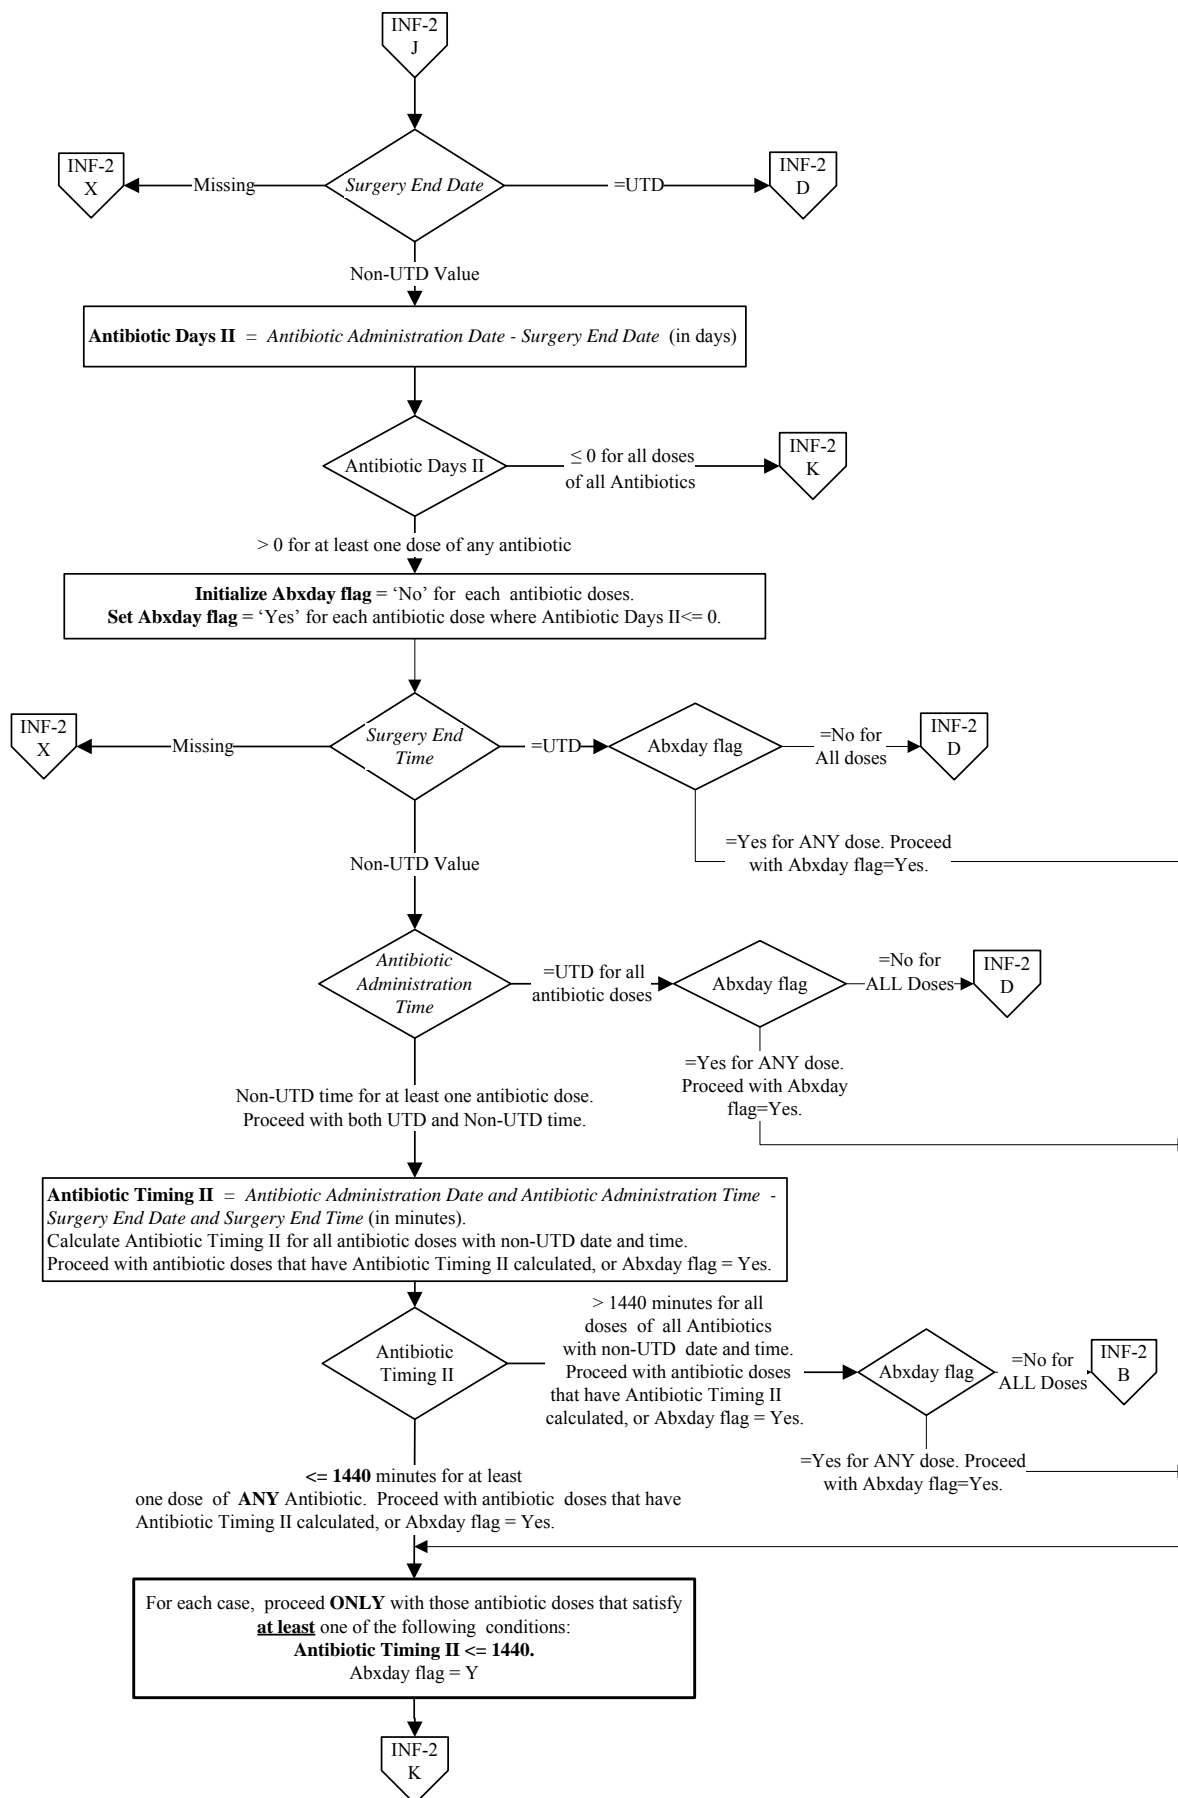 INF-2
J
INF-2
X
Missing
Surgery End Date
=UTD
INF-2
D
Non-UTD Value
Antibiotic Days II = Antibiotic Administration Date - Surgery End Date (in days)
Antibiotic Days II
≤ 0 for all doses
of all Antibiotics
INF-2
K
> 0 for at least one dose of any antibiotic
Initialize Abxday flag = ‘No’ for each antibiotic doses.
Set Abxday flag = ‘Yes’ for each antibiotic dose where Antibiotic Days II<= 0.
INF-2
X
Missing
Surgery End
Time
=UTD
Abxday flag
=No for
All doses
INF-2
D
=Yes for ANY dose. Proceed
with Abxday flag=Yes.
Non-UTD Value
Antibiotic
Administration
Time
=UTD for all
antibiotic doses
Abxday flag
=No for
ALL Doses
INF-2
D
=Yes for ANY dose.
Proceed with Abxday
flag=Yes.
Non-UTD time for at least one antibiotic dose.
Proceed with both UTD and Non-UTD time.
Antibiotic Timing II = Antibiotic Administration Date and Antibiotic Administration Time -
Surgery End Date and Surgery End Time (in minutes).
Calculate Antibiotic Timing II for all antibiotic doses with non-UTD date and time.
Proceed with antibiotic doses that have Antibiotic Timing II calculated, or Abxday flag = Yes.
Antibiotic
Timing II
> 1440 minutes for all
doses of all Antibiotics
with non-UTD date and time.
Proceed with antibiotic doses
that have Antibiotic Timing II
calculated, or Abxday flag = Yes.
Abxday flag
=No for
ALL Doses
INF-2
B
=Yes for ANY dose. Proceed
with Abxday flag=Yes.
<= 1440 minutes for at least
one dose of ANY Antibiotic. Proceed with antibiotic doses that have
Antibiotic Timing II calculated, or Abxday flag = Yes.
For each case, proceed ONLY with those antibiotic doses that satisfy
at least one of the following conditions:
Antibiotic Timing II <= 1440.
Abxday flag = Y
INF-2
K